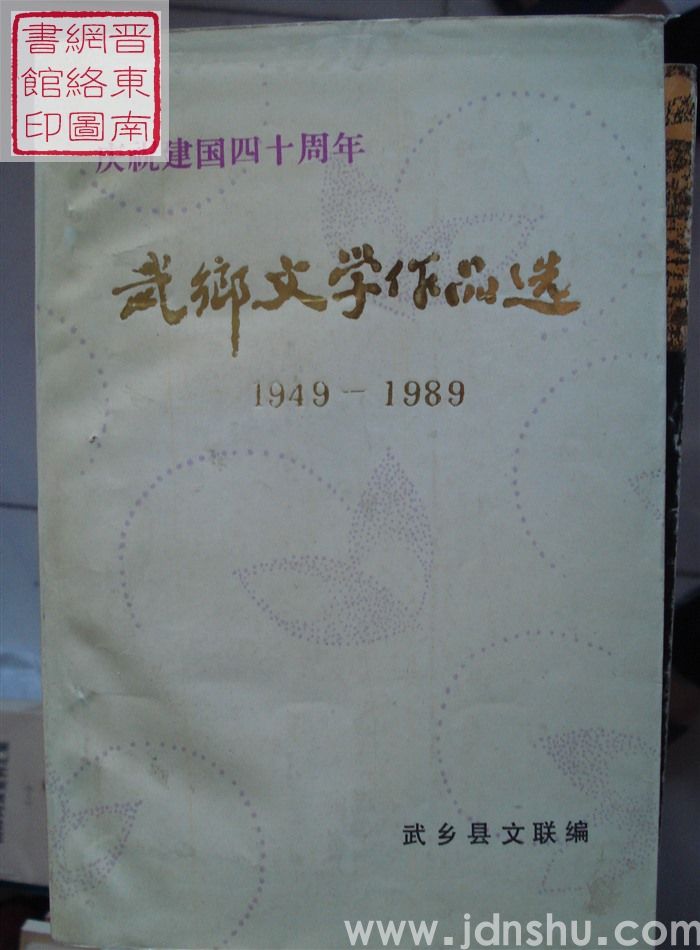 晋東南
網絡圖
書館印
庆祝建国四十周年
武鄉文学作品选
1949－1989
武乡县文联编
www.jdnshu.com